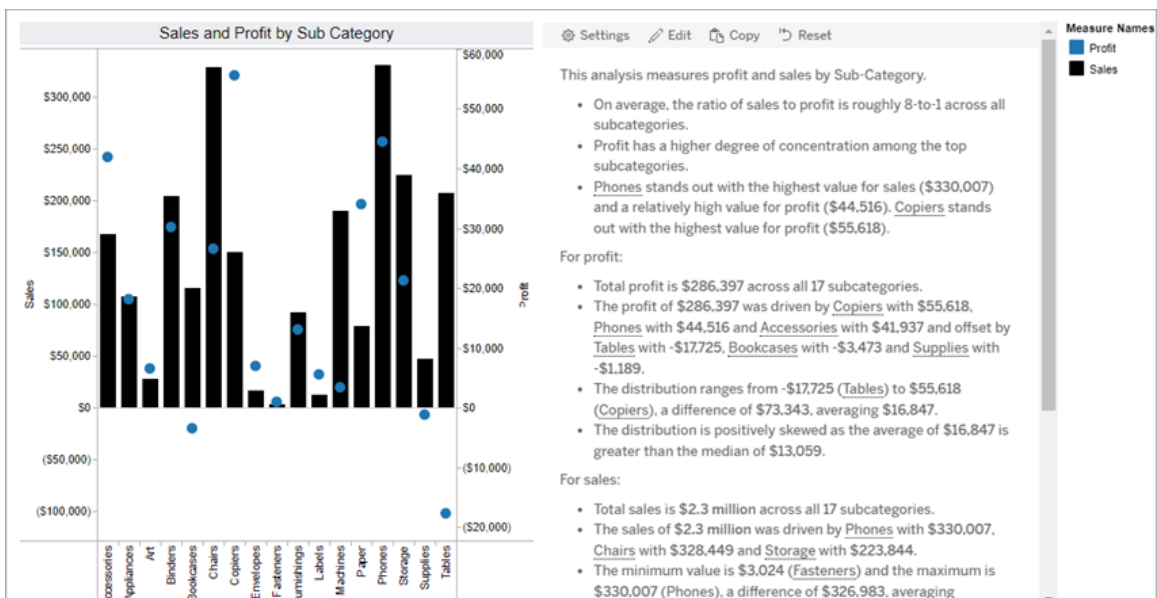 Sales and Profit by Sub Category
$300,000
$250,000
$200,000
$150,000
$100,000
$50,000
$0
($50,000)
($100,000)
Sales
$60,000
$50,000
$40,000
$30,000
$20,000
$10,000
$0
($10,000)
($20,000)
Profit
ccessories
Appliances
Art
Binders
Bookcases
Chairs
Copiers
Envelopes
Fasteners
urnishings
Labels
Machines
Paper
Phones
Storage
Supplies
Tables
Settings Edit Copy Reset
This analysis measures profit and sales by Sub-Category.
• On average, the ratio of sales to profit is roughly 8-to-1 across all
subcategories.
• Profit has a higher degree of concentration among the top
subcategories.
• Phones stands out with the highest value for sales ($330,007)
and a relatively high value for profit ($44,516). Copiers stands
out with the highest value for profit ($55,618).
For profit:
• Total profit is $286,397 across all 17 subcategories.
• The profit of $286,397 was driven by Copiers with $55,618,
Phones with $44,516 and Accessories with $41,937 and offset by
Tables with -$17,725, Bookcases with -$3,473 and Supplies with
-$1,189.
• The distribution ranges from -$17,725 (Tables) to $55,618
(Copiers), a difference of $73,343, averaging $16,847.
• The distribution is positively skewed as the average of $16,847 is
greater than the median of $13,059.
For sales:
• Total sales is $2.3 million across all 17 subcategories.
• The sales of $2.3 million was driven by Phones with $330,007,
Chairs with $328,449 and Storage with $223,844.
• The minimum value is $3,024 (Fasteners) and the maximum is
$330,007 (Phones), a difference of $326,983, averaging
Measure Names
Profit
Sales